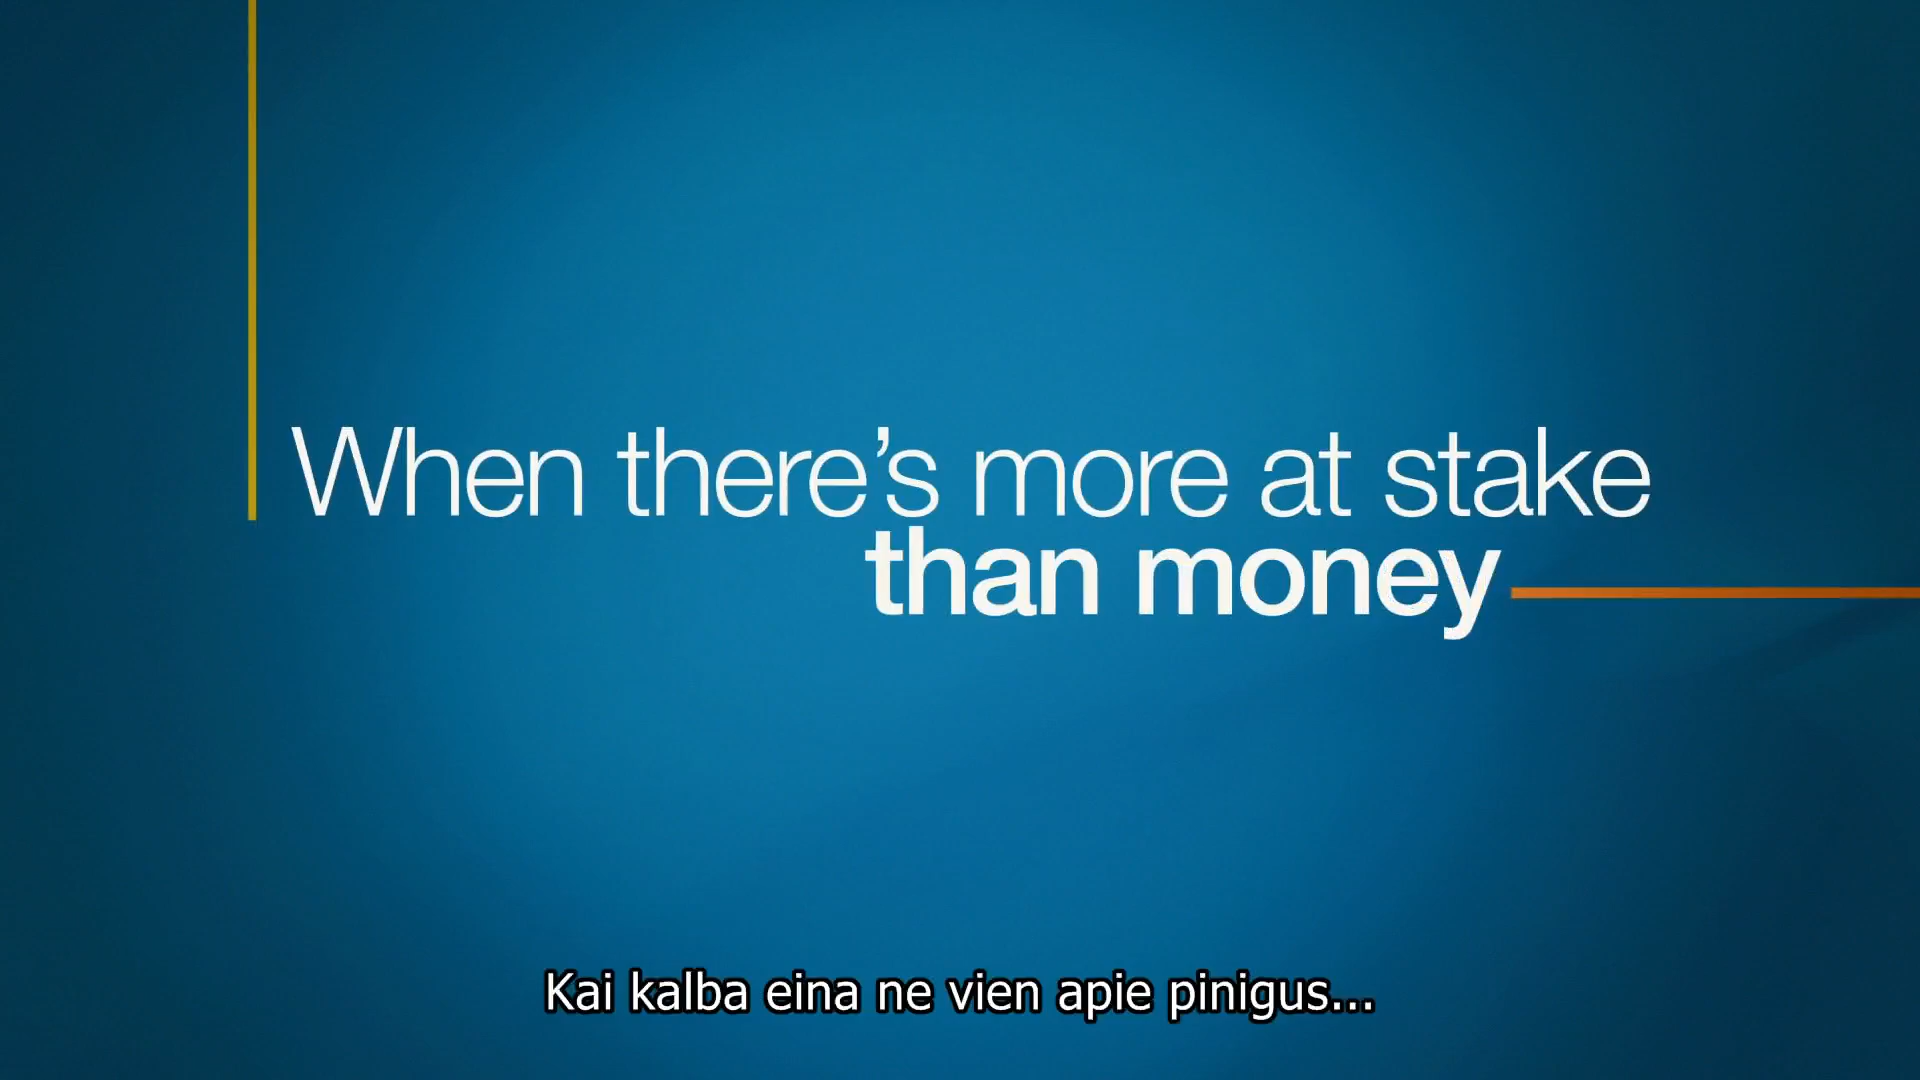 When there’s more at stake
than money
Kai kalba eina ne vien apie pinigus...